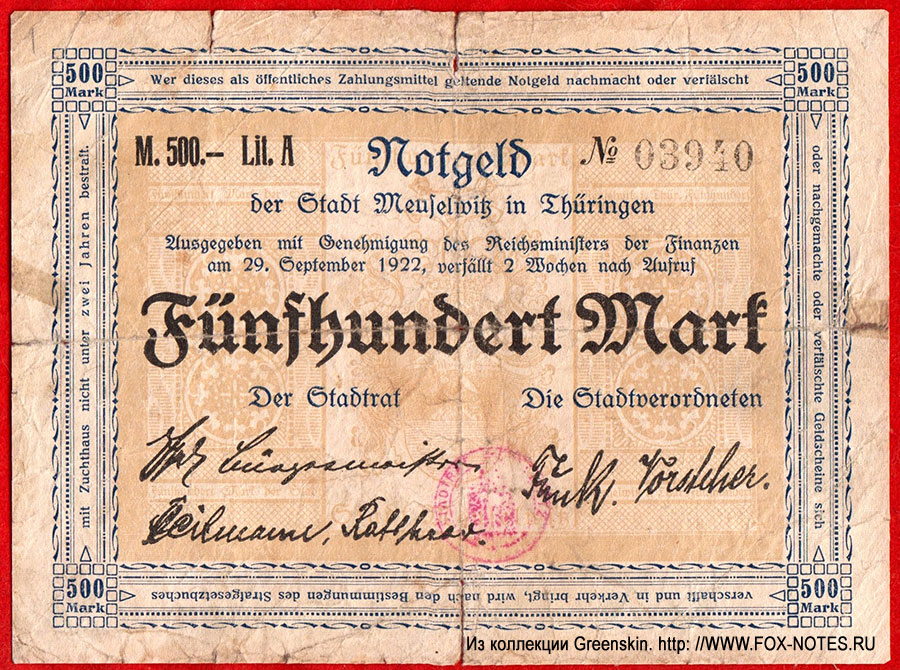 500
Mark
Wer dieses als öffentliches Zahlungsmittel geltende Notgeld nachmacht oder verfälscht
500
Mark
oder nachgemachte oder verfälschte Geldscheine sich
verschafft und in Verkehr bringt, wird nach den Bestimmungen des Strafgesetzbuches
mit Zuchthaus nicht unter zwei Jahren bestraft.
M. 500.– Lit. A
Notgeld
№ 03940
der Stadt Meuselwitz in Thüringen
Ausgegeben mit Genehmigung des Reichsministers der Finanzen
am 29. September 1922, verfällt 2 Wochen nach Aufruf
Fünfhundert Mark
Der Stadtrat
Die Stadtverordneten
Bürgermeister
Vorsteher.
500
Mark
500
Mark
Из коллекции Greenskin. http: //WWW.FOX-NOTES.RU